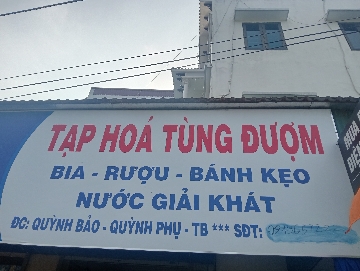 TẠP HOÁ TÙNG ĐƯỢM
BIA - RƯỢU - BÁNH KẸO
NƯỚC GIẢI KHÁT
ĐC: QUỲNH BẢO - QUỲNH PHỤ - TB *** SĐT: